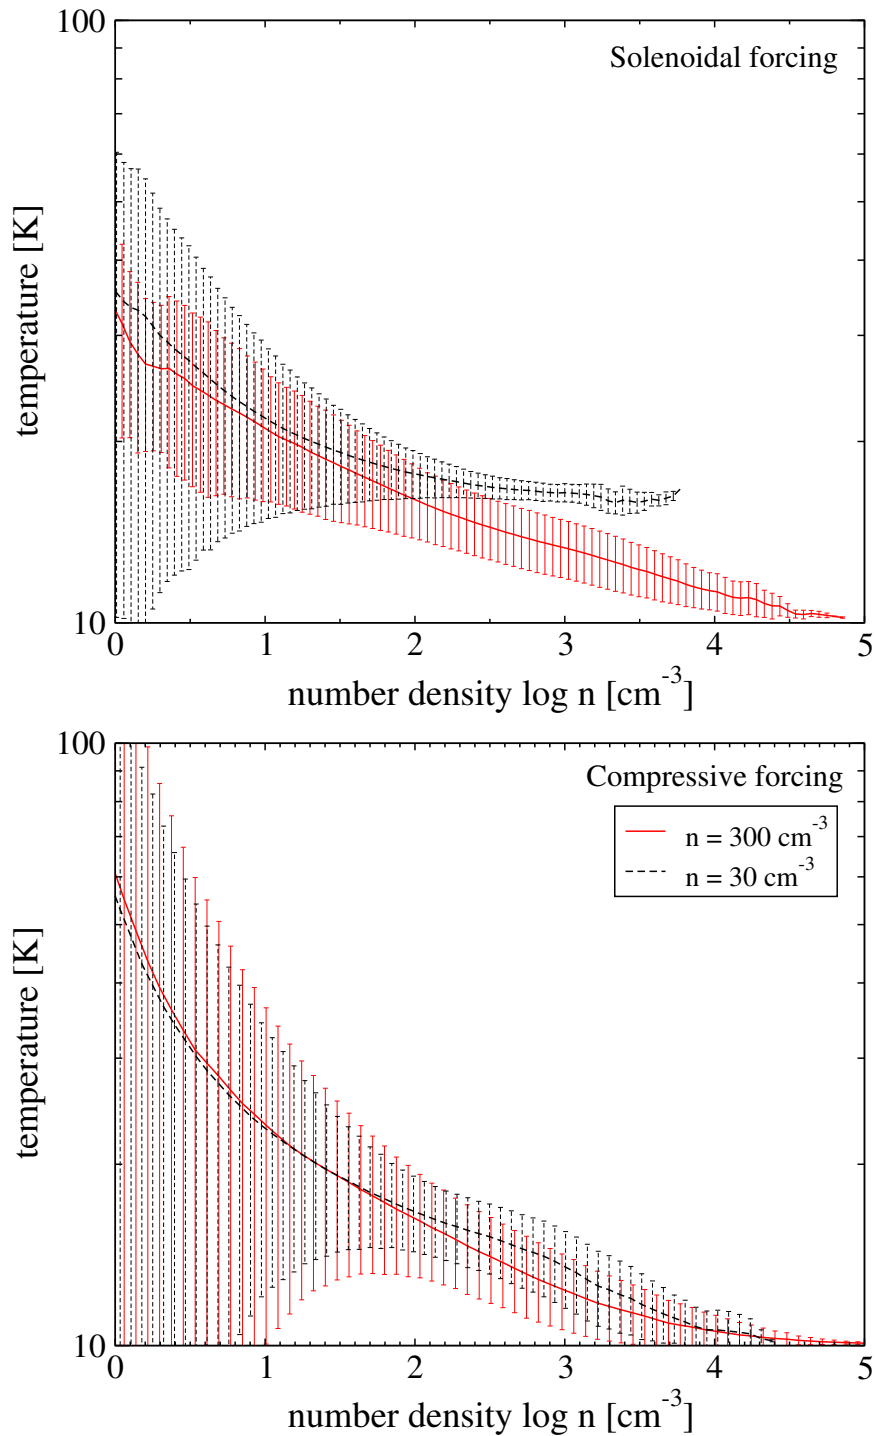 100
Solenoidal forcing
temperature [K]
10
0 1 2 3 4 5
number density log n [cm⁻³]
100
Compressive forcing
n = 300 cm⁻³
n = 30 cm⁻³
temperature [K]
10
0 1 2 3 4 5
number density log n [cm⁻³]